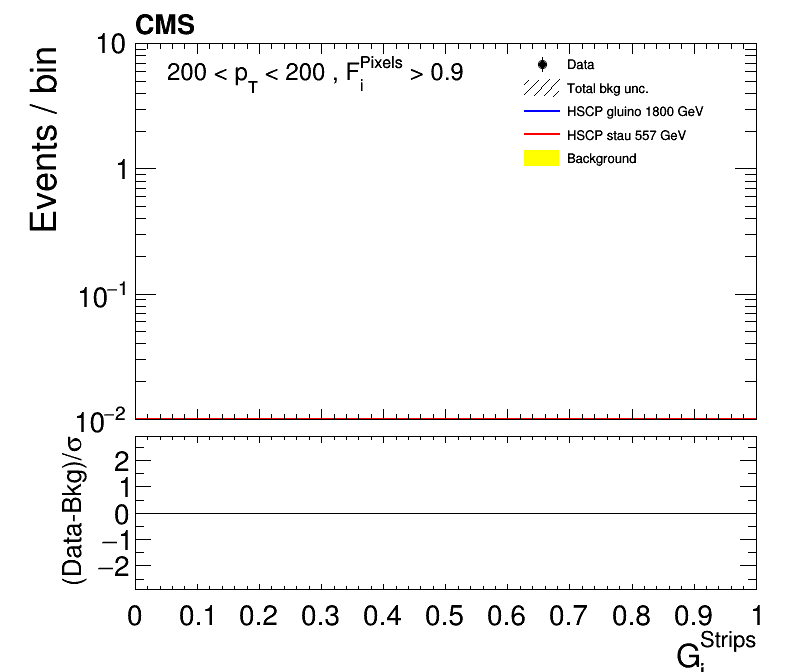 CMS
10
1
10⁻¹
10⁻²
Events / bin
200 < p_T < 200 , F_i^Pixels > 0.9
Data
Total bkg unc.
HSCP gluino 1800 GeV
HSCP stau 557 GeV
Background
(Data-Bkg)/σ
2
1
0
−1
−2
0 0.1 0.2 0.3 0.4 0.5 0.6 0.7 0.8 0.9 1
G_i^Strips